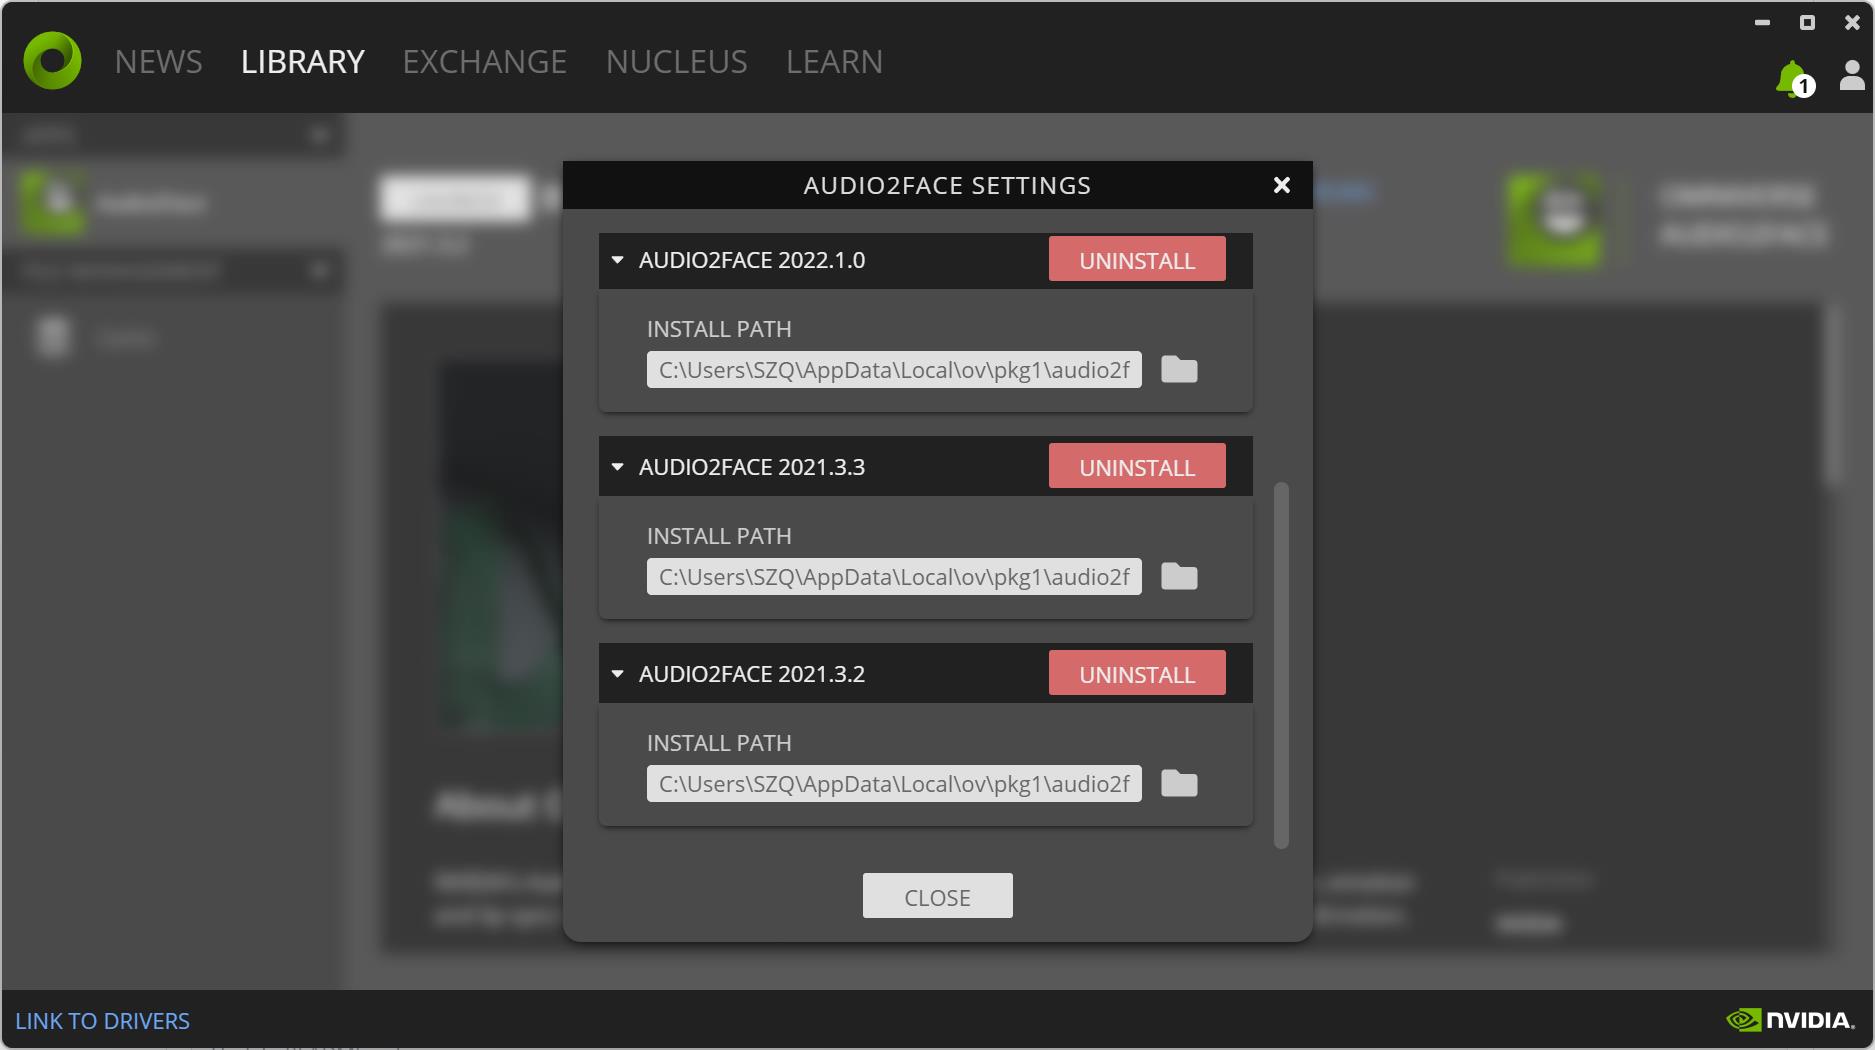 NEWS LIBRARY EXCHANGE NUCLEUS LEARN
1
AUDIO2FACE SETTINGS
AUDIO2FACE 2022.1.0 UNINSTALL
INSTALL PATH
C:\Users\SZQ\AppData\Local\ov\pkg1\audio2f
AUDIO2FACE 2021.3.3 UNINSTALL
INSTALL PATH
C:\Users\SZQ\AppData\Local\ov\pkg1\audio2f
AUDIO2FACE 2021.3.2 UNINSTALL
INSTALL PATH
C:\Users\SZQ\AppData\Local\ov\pkg1\audio2f
CLOSE
OMNIVERSE
AUDIO2FACE
LINK TO DRIVERS
NVIDIA.